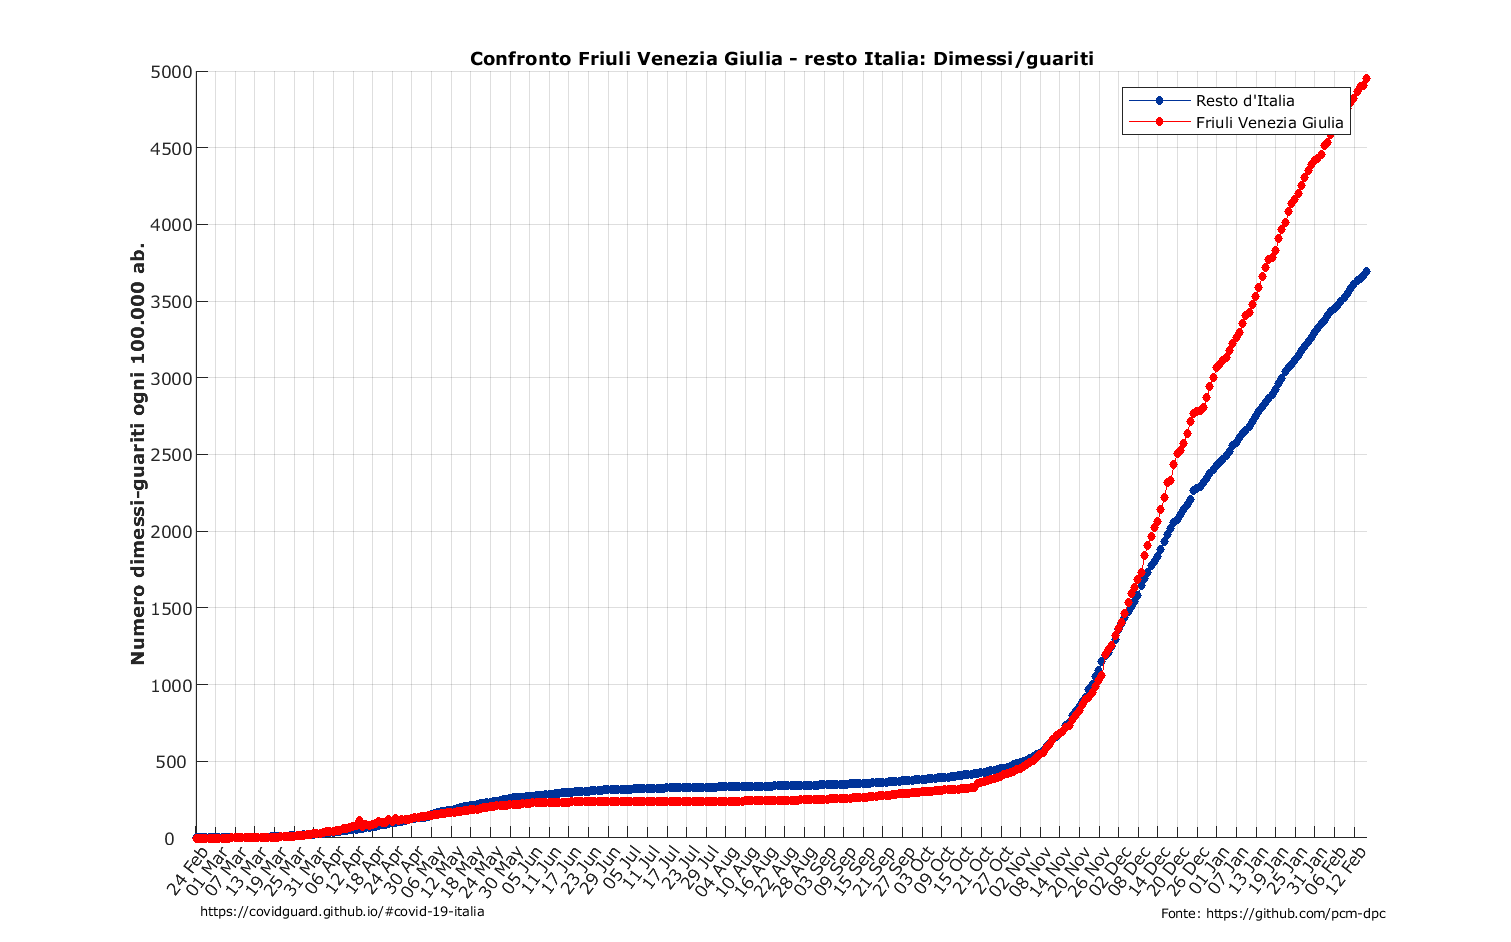 Confronto Friuli Venezia Giulia - resto Italia: Dimessi/guariti
Resto d'Italia
Friuli Venezia Giulia
Numero dimessi-guariti ogni 100.000 ab.
5000
4500
4000
3500
3000
2500
2000
1500
1000
500
0
24 Feb
01 Mar
07 Mar
13 Mar
19 Mar
25 Mar
31 Mar
06 Apr
12 Apr
18 Apr
24 Apr
30 Apr
06 May
12 May
18 May
24 May
30 May
05 Jun
11 Jun
17 Jun
23 Jun
29 Jun
05 Jul
11 Jul
17 Jul
23 Jul
29 Jul
04 Aug
10 Aug
16 Aug
22 Aug
28 Aug
03 Sep
09 Sep
15 Sep
21 Sep
27 Sep
03 Oct
09 Oct
15 Oct
21 Oct
27 Oct
02 Nov
08 Nov
14 Nov
20 Nov
26 Nov
02 Dec
08 Dec
14 Dec
20 Dec
26 Dec
01 Jan
07 Jan
13 Jan
19 Jan
25 Jan
31 Jan
06 Feb
12 Feb
https://covidguard.github.io/#covid-19-italia
Fonte: https://github.com/pcm-dpc